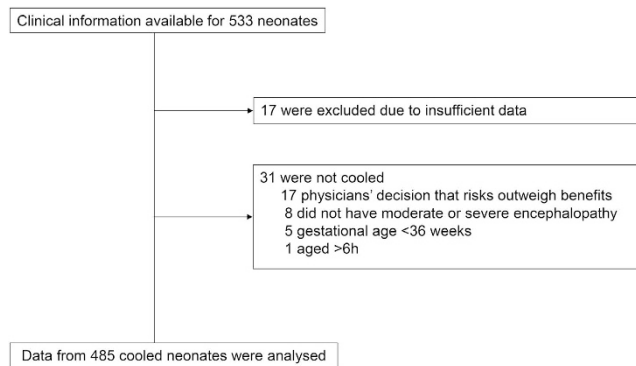 Clinical information available for 533 neonates
17 were excluded due to insufficient data
31 were not cooled
17 physicians' decision that risks outweigh benefits
8 did not have moderate or severe encephalopathy
5 gestational age <36 weeks
1 aged >6h
Data from 485 cooled neonates were analysed